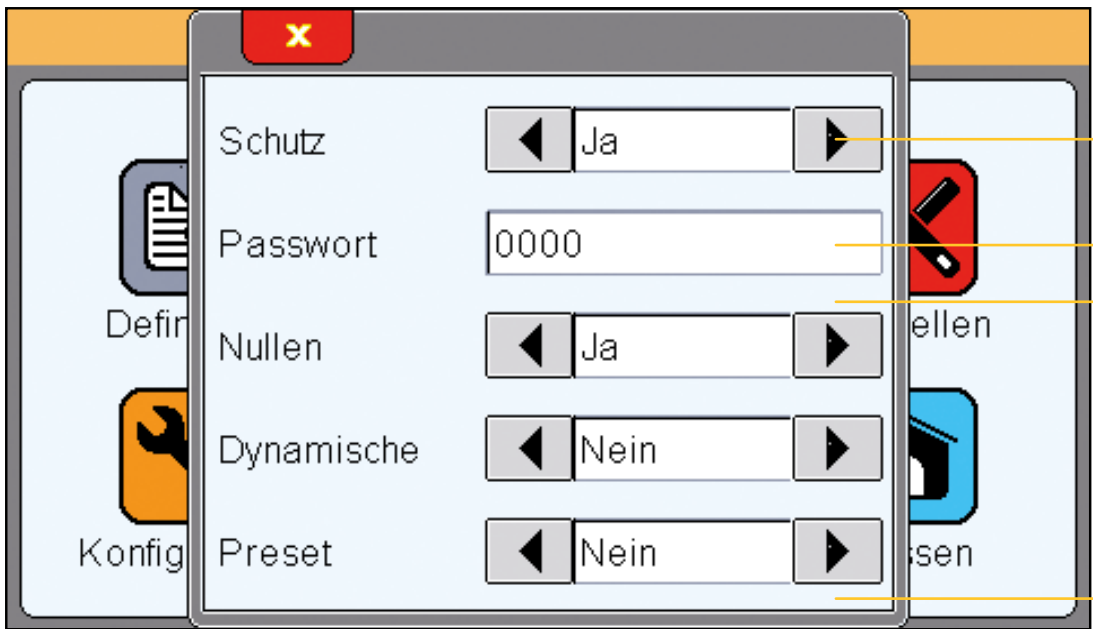 x
Schutz Ja
Passwort 0000
Nullen Ja
Dynamische Nein
Preset Nein
Defin
ellen
Konfig
ssen